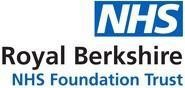 NHS
Royal Berkshire
NHS Foundation Trust